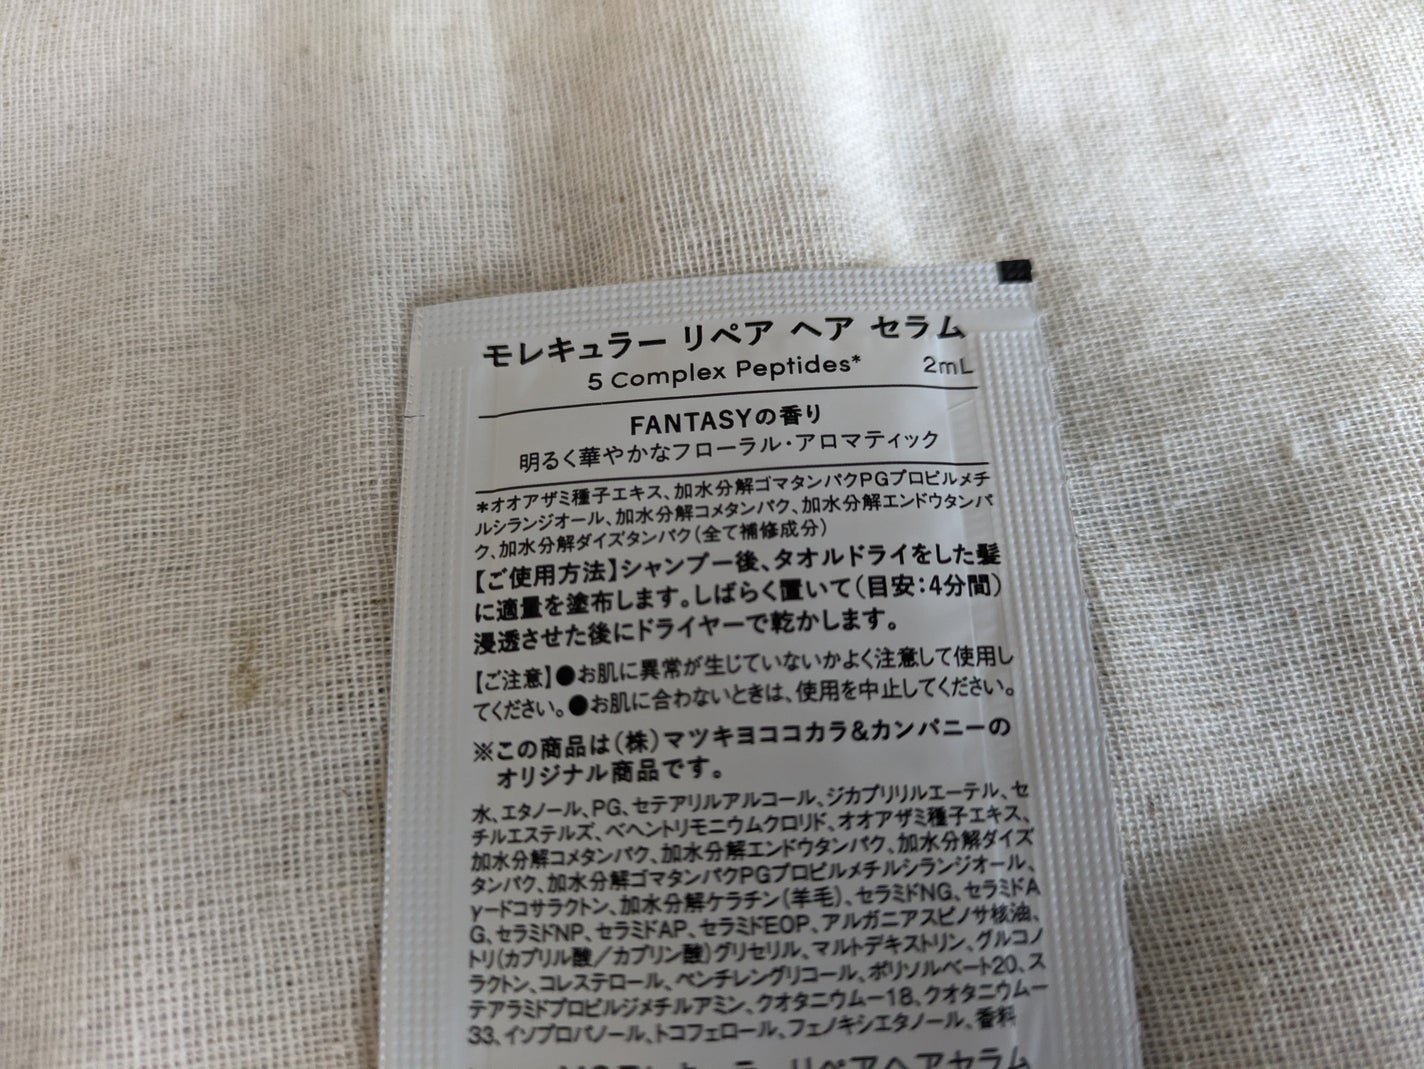 モレキュラー リペア ヘア セラム
5 Complex Peptides* 2mL
FANTASYの香り
明るく華やかなフローラル・アロマティック
*オオアザミ種子エキス、加水分解ゴマタンパクPGプロピルメチ
ルシランジオール、加水分解コメタンパク、加水分解エンドウタンパ
ク、加水分解ダイズタンパク(全て補修成分)
【ご使用方法】シャンプー後、タオルドライをした髪
に適量を塗布します。しばらく置いて(目安:4分間)
浸透させた後にドライヤーで乾かします。
【ご注意】●お肌に異常が生じていないかよく注意して使用し
てください。●お肌に合わないときは、使用を中止してください。
※この商品は(株)マツキヨココカラ&カンパニーの
オリジナル商品です。
水、エタノール、PG、セテアリルアルコール、ジカプリリルエーテル、セ
チルエステルズ、ベヘントリモニウムクロリド、オオアザミ種子エキス、
加水分解コメタンパク、加水分解エンドウタンパク、加水分解ダイズ
タンパク、加水分解ゴマタンパクPGプロピルメチルシランジオール、
γードコサラクトン、加水分解ケラチン(羊毛)、セラミドNG、セラミドA
G、セラミドNP、セラミドAP、セラミドEOP、アルガニアスピノサ核油、
トリ(カプリル酸/カプリン酸)グリセリル、マルトデキストリン、グルコノ
ラクトン、コレステロール、ペンチレングリコール、ポリソルベート20、ス
テアラミドプロピルジメチルアミン、クオタニウムー18、クオタニウムー
33、イソプロパノール、トコフェロール、フェノキシエタノール、香料
リペアヘアセラム